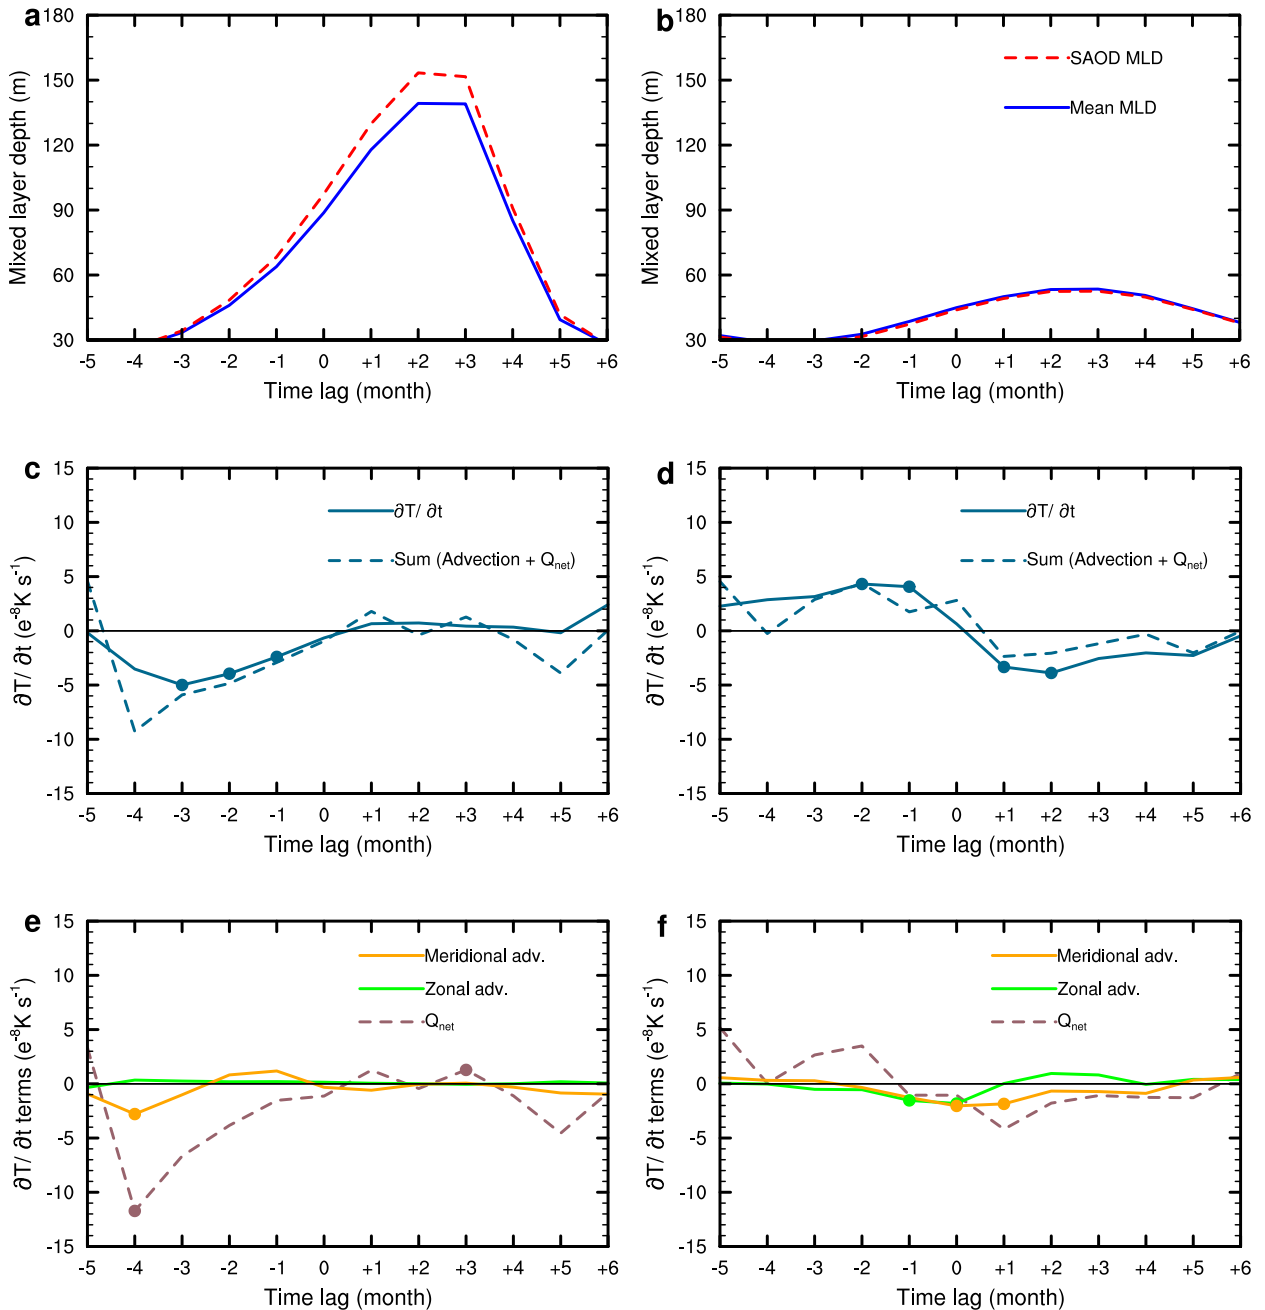 a
Mixed layer depth (m)
180
150
120
90
60
30
-5 -4 -3 -2 -1 0 +1 +2 +3 +4 +5 +6
Time lag (month)
b
Mixed layer depth (m)
180
150
120
90
60
30
SAOD MLD
Mean MLD
-5 -4 -3 -2 -1 0 +1 +2 +3 +4 +5 +6
Time lag (month)
c
∂T/ ∂t (e⁻⁸K s⁻¹)
15
10
5
0
-5
-10
-15
∂T/ ∂t
Sum (Advection + Qnet)
-5 -4 -3 -2 -1 0 +1 +2 +3 +4 +5 +6
Time lag (month)
d
∂T/ ∂t (e⁻⁸K s⁻¹)
15
10
5
0
-5
-10
-15
∂T/ ∂t
Sum (Advection + Qnet)
-5 -4 -3 -2 -1 0 +1 +2 +3 +4 +5 +6
Time lag (month)
e
∂T/ ∂t terms (e⁻⁸K s⁻¹)
15
10
5
0
-5
-10
-15
Meridional adv.
Zonal adv.
Qnet
-5 -4 -3 -2 -1 0 +1 +2 +3 +4 +5 +6
Time lag (month)
f
∂T/ ∂t terms (e⁻⁸K s⁻¹)
15
10
5
0
-5
-10
-15
Meridional adv.
Zonal adv.
Qnet
-5 -4 -3 -2 -1 0 +1 +2 +3 +4 +5 +6
Time lag (month)